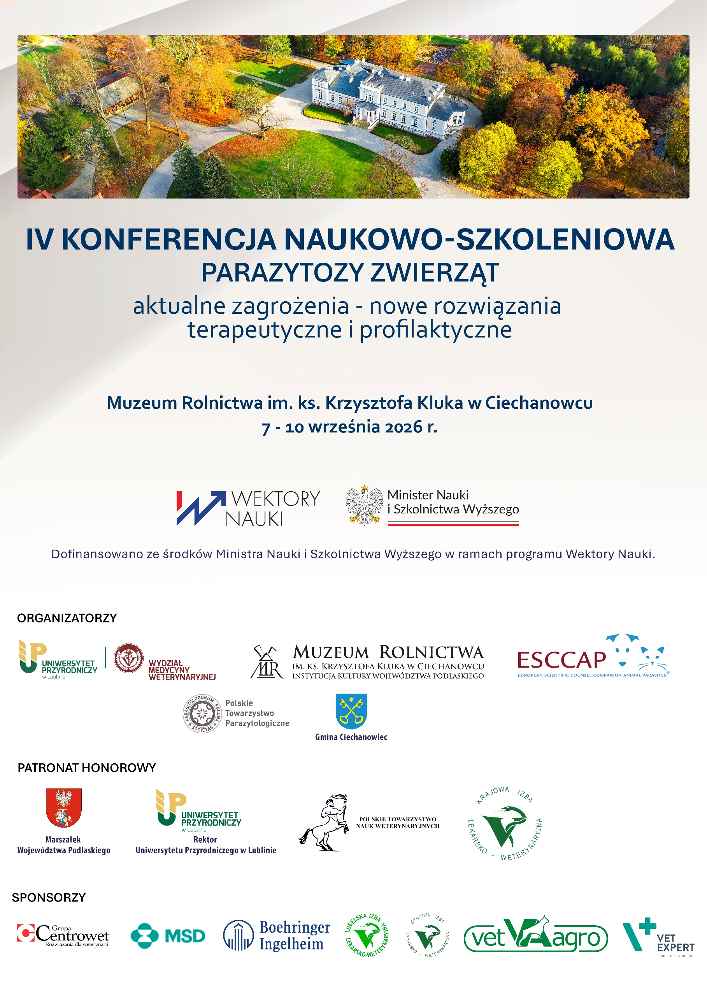 IV KONFERENCJA NAUKOWO-SZKOLENIOWA
PARAZYTOZY ZWIERZĄT
aktualne zagrożenia - nowe rozwiązania
terapeutyczne i profilaktyczne
Muzeum Rolnictwa im. ks. Krzysztofa Kluka w Ciechanowcu
7 - 10 września 2026 r.
WEKTORY
NAUKI
Minister Nauki
i Szkolnictwa Wyższego
Dofinansowano ze środków Ministra Nauki i Szkolnictwa Wyższego w ramach programu Wektory Nauki.
ORGANIZATORZY
UP
UNIWERSYTET
PRZYRODNICZY
w Lublinie
1944
WYDZIAŁ
MEDYCYNY
WETERYNARYJNEJ
MR
MUZEUM ROLNICTWA
IM. KS. KRZYSZTOFA KLUKA W CIECHANOWCU
INSTYTUCJA KULTURY WOJEWÓDZTWA PODLASKIEGO
ESCCAP
EUROPEAN SCIENTIFIC COUNSEL COMPANION ANIMAL PARASITES®
PARASITOLOGORUM POLONA SOCIETAS
Polskie
Towarzystwo
Parazytologiczne
Gmina Ciechanowiec
PATRONAT HONOROWY
Marszałek
Województwa Podlaskiego
UP
UNIWERSYTET
PRZYRODNICZY
w Lublinie
Rektor
Uniwersytetu Przyrodniczego w Lublinie
POLSKIE TOWARZYSTWO
NAUK WETERYNARYJNYCH
KRAJOWA IZBA
LEKARSKO - WETERYNARYJNA
SPONSORZY
Grupa
Centrowet
Rozwiązania dla weterynarii
MSD
Boehringer
Ingelheim
LUBELSKA IZBA
LEKARSKO-WETERYNARYJNA
KRAJOWA IZBA
LEKARSKO - WETERYNARYJNA
vet agro
VET
EXPERT